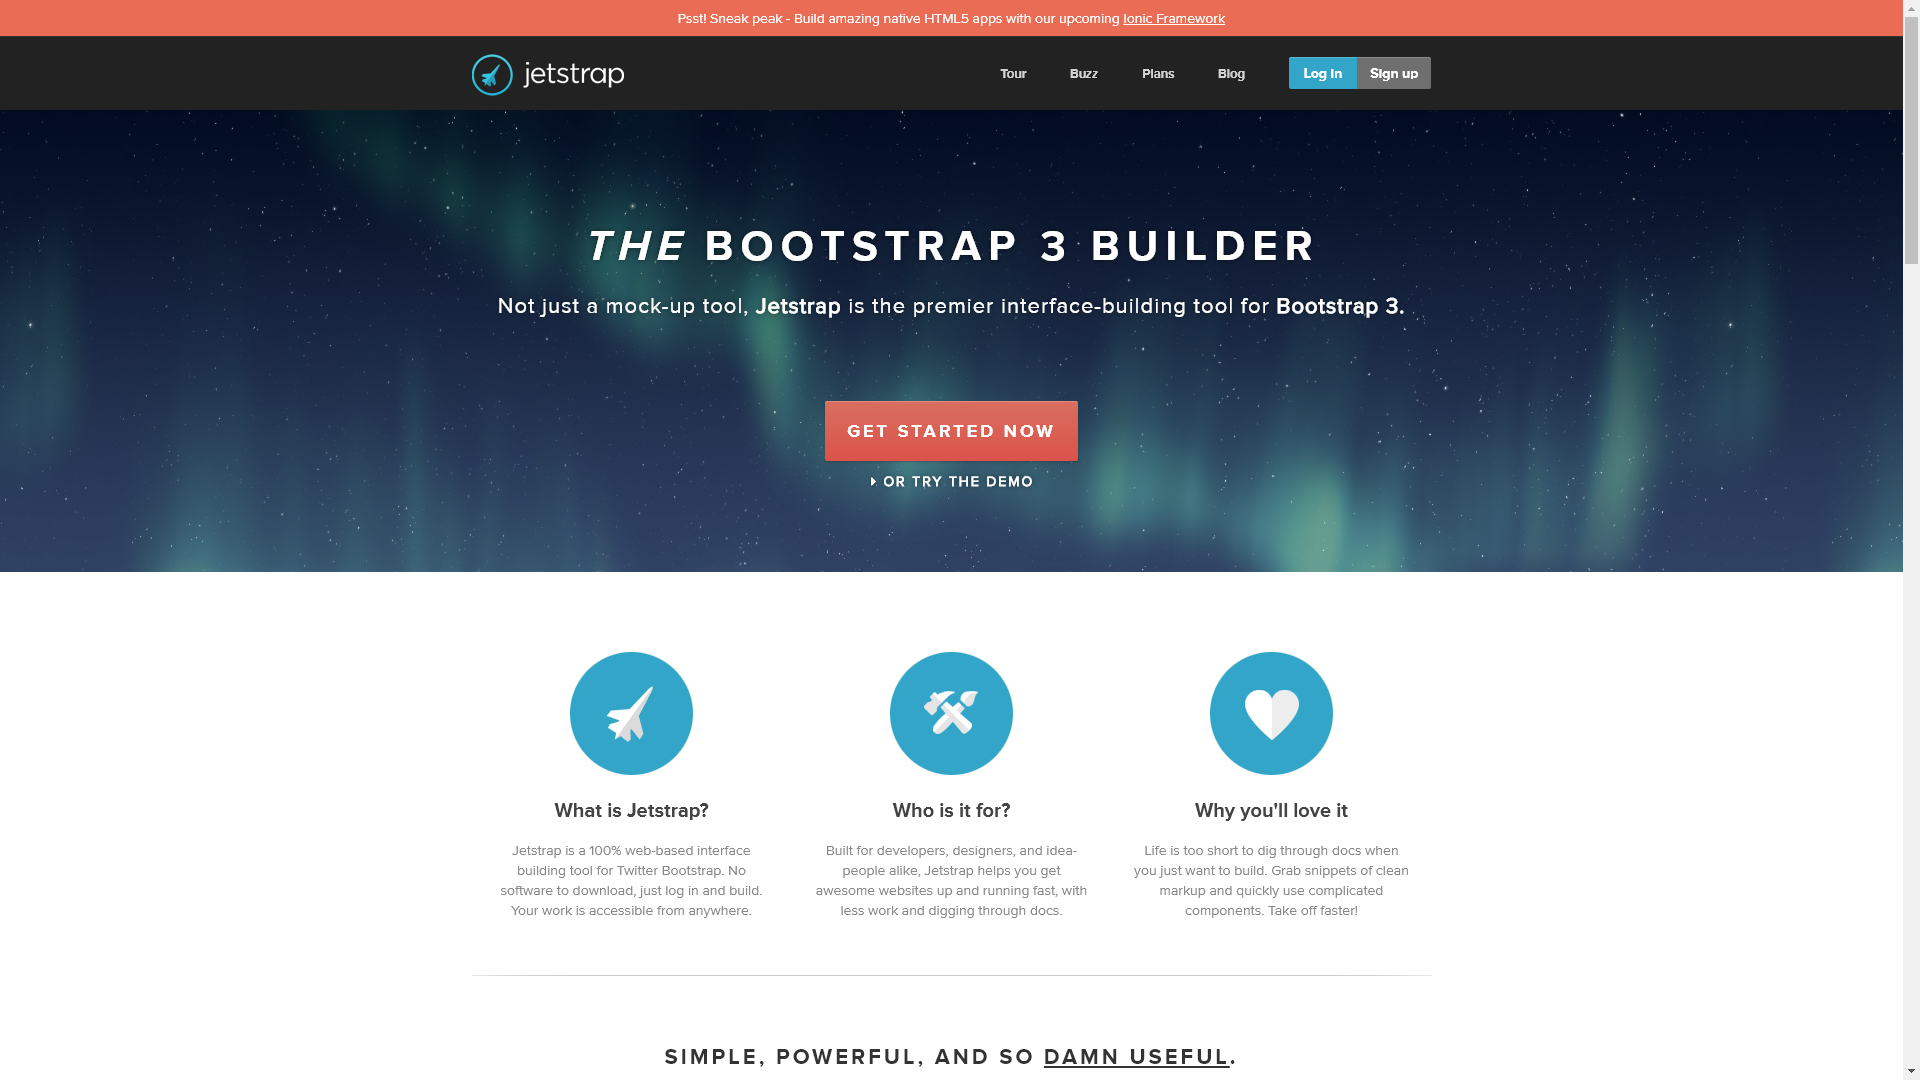 Psst! Sneak peak - Build amazing native HTML5 apps with our upcoming Ionic Framework
jetstrap
Tour
Buzz
Plans
Blog
Log in
Sign up
THE BOOTSTRAP 3 BUILDER
Not just a mock-up tool, Jetstrap is the premier interface-building tool for Bootstrap 3.
GET STARTED NOW
OR TRY THE DEMO
What is Jetstrap?
Jetstrap is a 100% web-based interface
building tool for Twitter Bootstrap. No
software to download, just log in and build.
Your work is accessible from anywhere.
Who is it for?
Built for developers, designers, and idea-
people alike, Jetstrap helps you get
awesome websites up and running fast, with
less work and digging through docs.
Why you'll love it
Life is too short to dig through docs when
you just want to build. Grab snippets of clean
markup and quickly use complicated
components. Take off faster!
SIMPLE, POWERFUL, AND SO DAMN USEFUL.